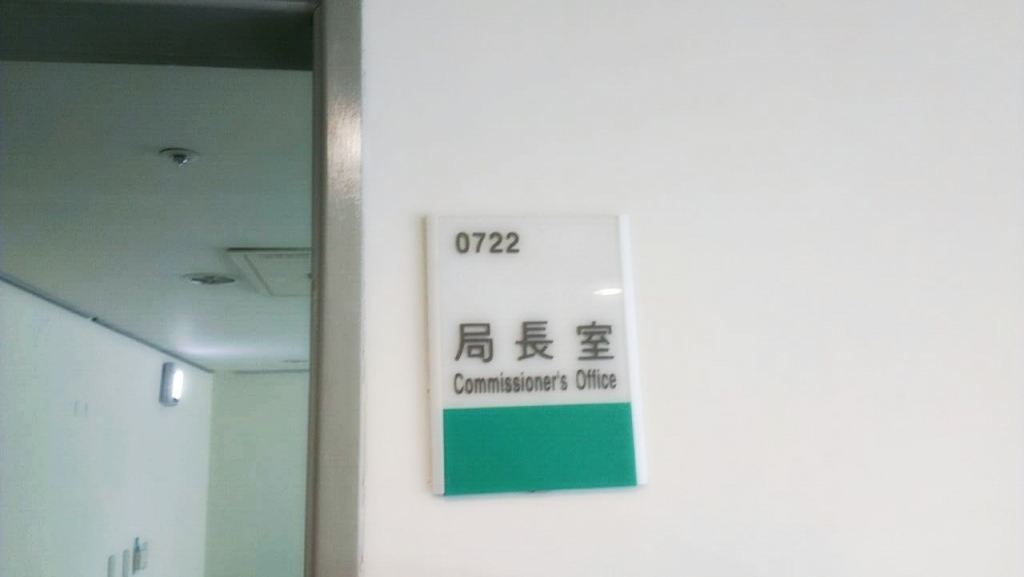 0722
局長室
Commissioner's Office